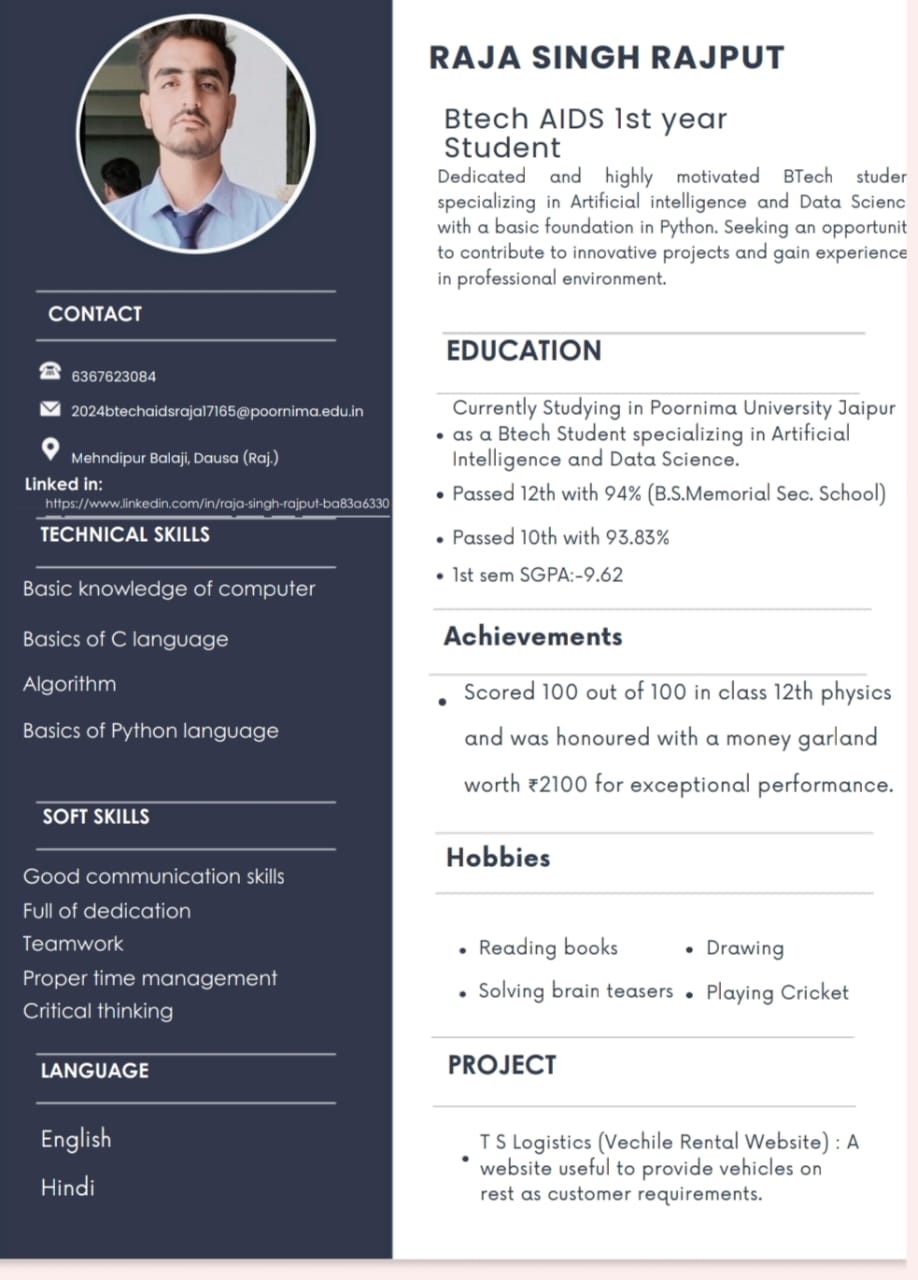 RAJA SINGH RAJPUT
Btech AIDS 1st year
Student
Dedicated and highly motivated BTech studen
specializing in Artificial intelligence and Data Scienc
with a basic foundation in Python. Seeking an opportunit
to contribute to innovative projects and gain experience
in professional environment.
CONTACT
6367623084
2024btechaidsraja17165@poornima.edu.in
Mehndipur Balaji, Dausa (Raj.)
Linked in:
https://www.linkedin.com/in/raja-singh-rajput-ba83a6330
TECHNICAL SKILLS
Basic knowledge of computer
Basics of C language
Algorithm
Basics of Python language
SOFT SKILLS
Good communication skills
Full of dedication
Teamwork
Proper time management
Critical thinking
LANGUAGE
English
Hindi
EDUCATION
Currently Studying in Poornima University Jaipur
• as a Btech Student specializing in Artificial
Intelligence and Data Science.
• Passed 12th with 94% (B.S.Memorial Sec. School)
• Passed 10th with 93.83%
• 1st sem SGPA:-9.62
Achievements
• Scored 100 out of 100 in class 12th physics
and was honoured with a money garland
worth ₹2100 for exceptional performance.
Hobbies
• Reading books
• Solving brain teasers
• Drawing
• Playing Cricket
PROJECT
T S Logistics (Vechile Rental Website) : A
• website useful to provide vehicles on
rest as customer requirements.